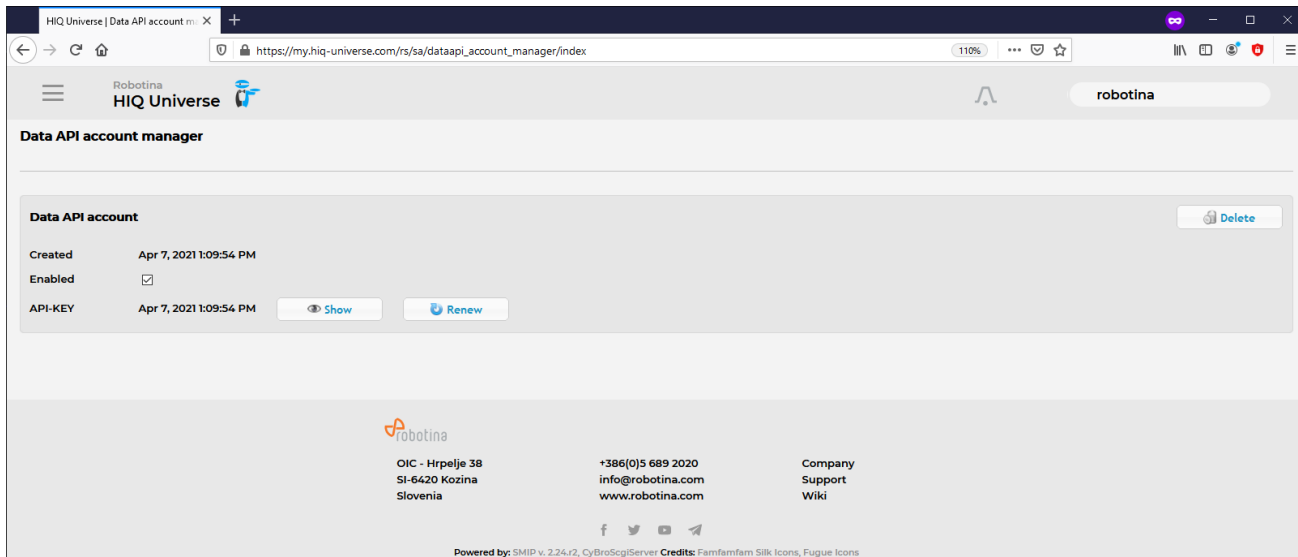 HIQ Universe | Data API account m
https://my.hiq-universe.com/rs/sa/dataapi_account_manager/index
110%
Robotina
HIQ Universe
robotina
Data API account manager
Data API account
Delete
Created Apr 7, 2021 1:09:54 PM
Enabled
API-KEY Apr 7, 2021 1:09:54 PM Show Renew
robotina
OIC - Hrpelje 38 +386(0)5 689 2020 Company
SI-6420 Kozina info@robotina.com Support
Slovenia www.robotina.com Wiki
Powered by: SMIP v. 2.24.r2, CyBroScgiServer Credits: Famfamfam Silk Icons, Fugue Icons